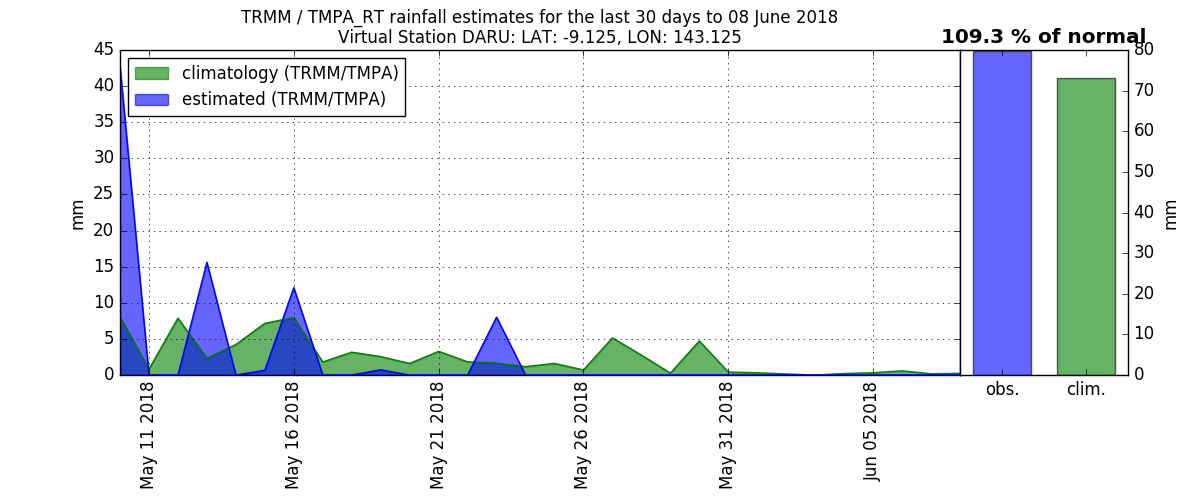 TRMM / TMPA_RT rainfall estimates for the last 30 days to 08 June 2018
Virtual Station DARU: LAT: -9.125, LON: 143.125
109.3 % of normal
climatology (TRMM/TMPA)
estimated (TRMM/TMPA)
mm
45
40
35
30
25
20
15
10
5
0
May 11 2018
May 16 2018
May 21 2018
May 26 2018
May 31 2018
Jun 05 2018
80
70
60
50
40
30
20
10
0
mm
obs.
clim.